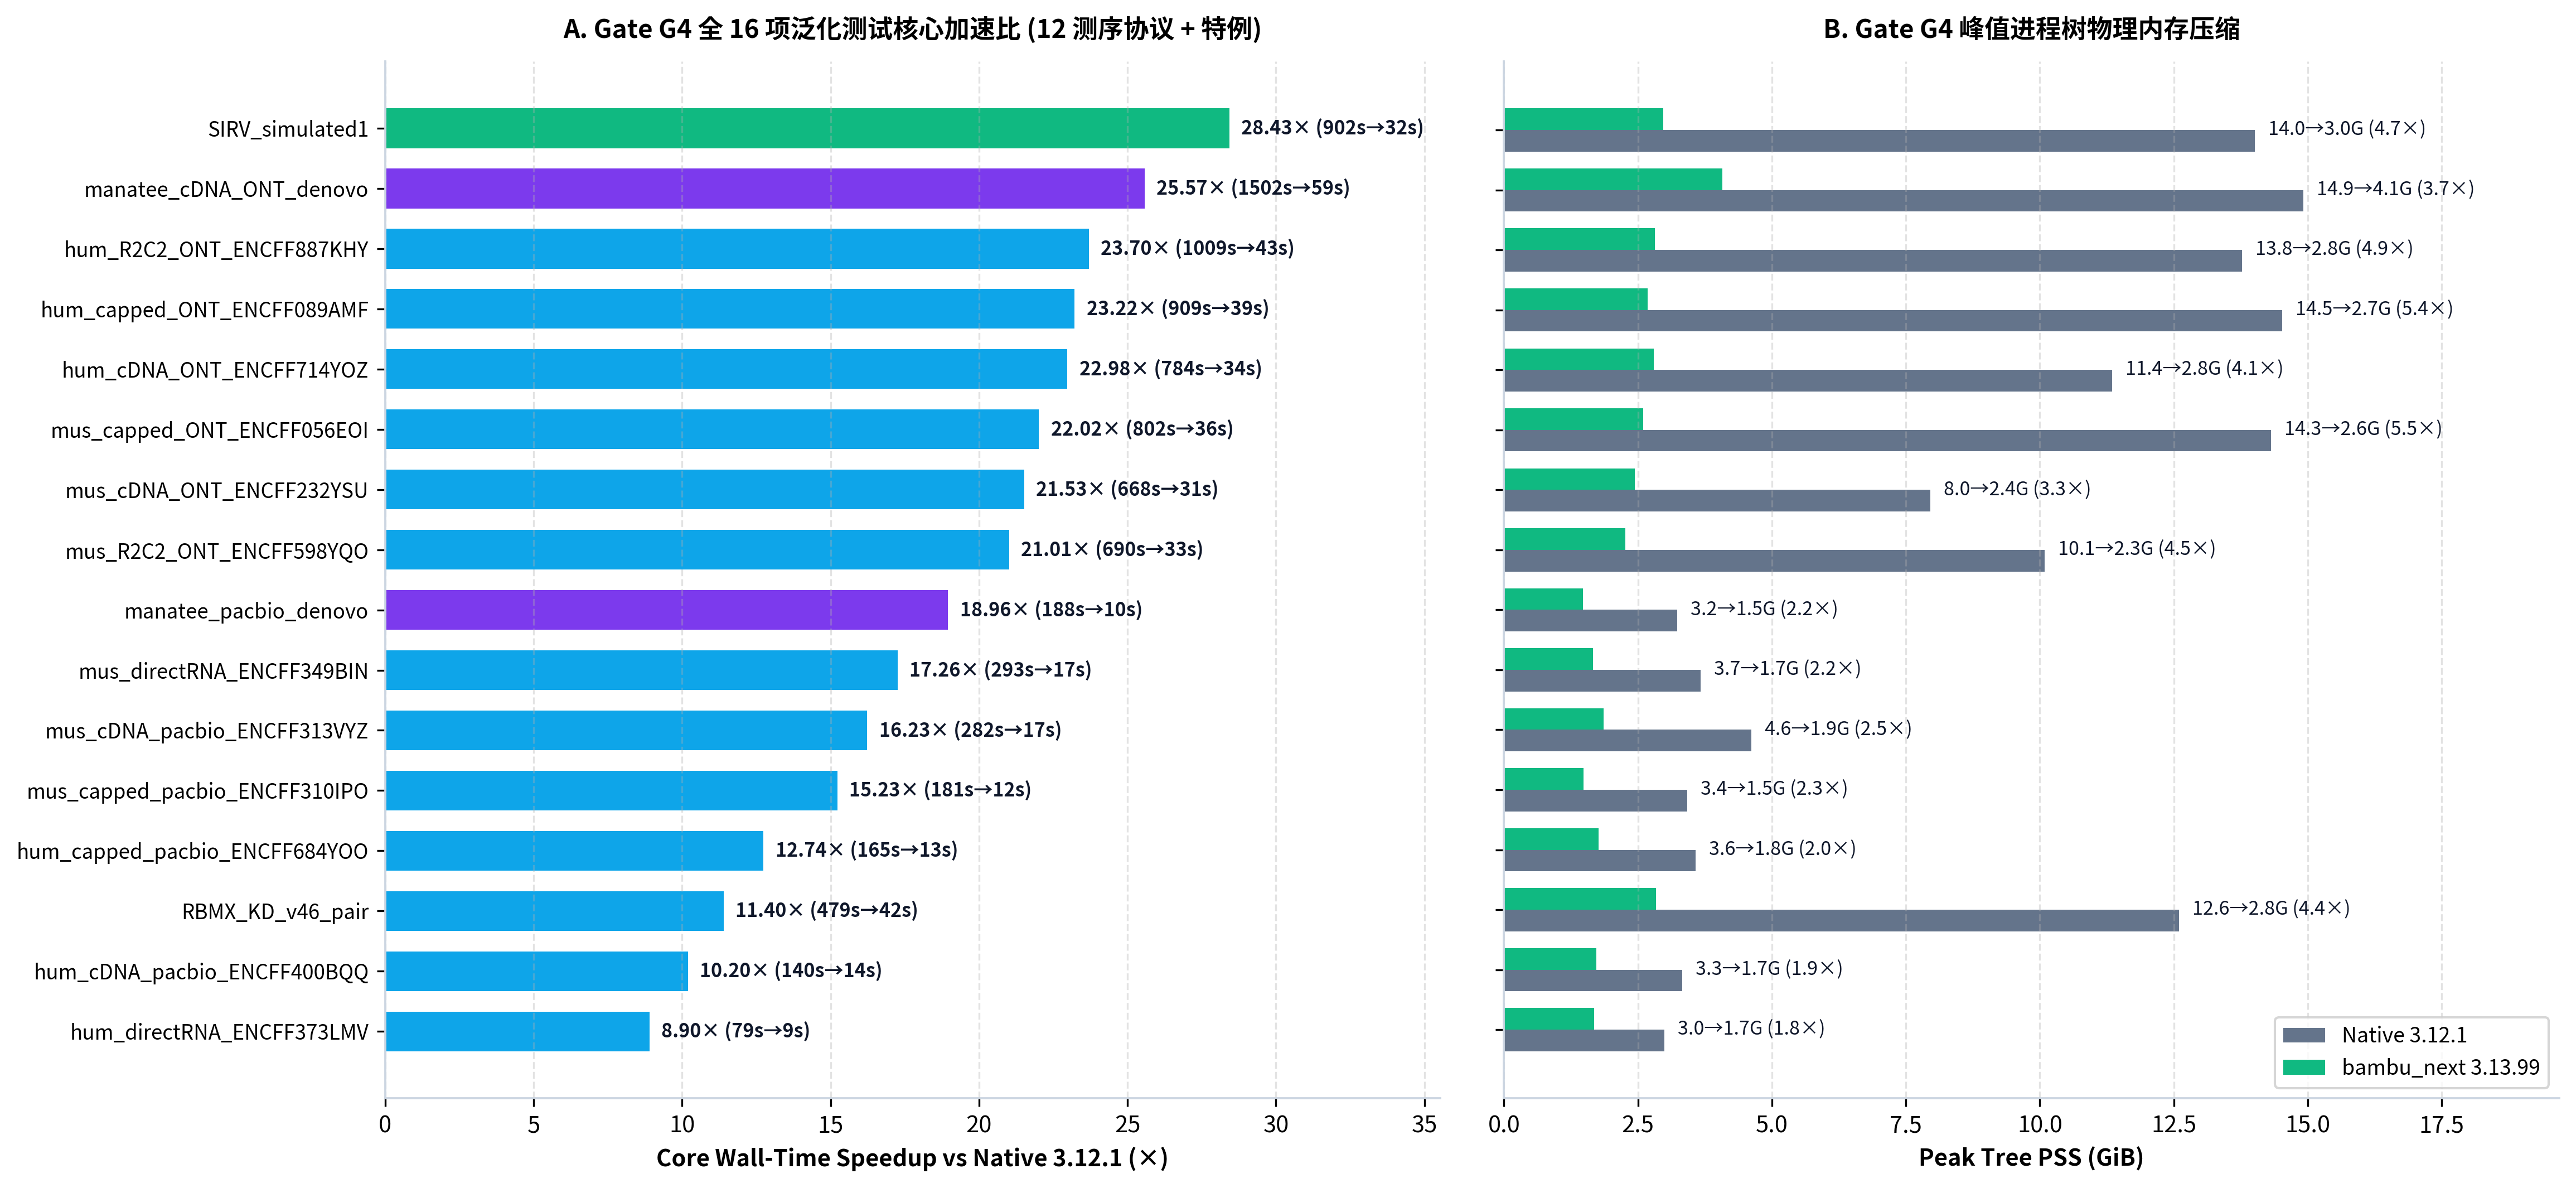 A. Gate G4 全 16 项泛化测试核心加速比 (12 测序协议 + 特例)
SIRV_simulated1
28.43× (902s→32s)
manatee_cDNA_ONT_denovo
25.57× (1502s→59s)
hum_R2C2_ONT_ENCFF887KHY
23.70× (1009s→43s)
hum_capped_ONT_ENCFF089AMF
23.22× (909s→39s)
hum_cDNA_ONT_ENCFF714YOZ
22.98× (784s→34s)
mus_capped_ONT_ENCFF056EOI
22.02× (802s→36s)
mus_cDNA_ONT_ENCFF232YSU
21.53× (668s→31s)
mus_R2C2_ONT_ENCFF598YQO
21.01× (690s→33s)
manatee_pacbio_denovo
18.96× (188s→10s)
mus_directRNA_ENCFF349BIN
17.26× (293s→17s)
mus_cDNA_pacbio_ENCFF313VYZ
16.23× (282s→17s)
mus_capped_pacbio_ENCFF310IPO
15.23× (181s→12s)
hum_capped_pacbio_ENCFF684YOO
12.74× (165s→13s)
RBMX_KD_v46_pair
11.40× (479s→42s)
hum_cDNA_pacbio_ENCFF400BQQ
10.20× (140s→14s)
hum_directRNA_ENCFF373LMV
8.90× (79s→9s)
0 5 10 15 20 25 30 35
Core Wall-Time Speedup vs Native 3.12.1 (×)
B. Gate G4 峰值进程树物理内存压缩
14.0→3.0G (4.7×)
14.9→4.1G (3.7×)
13.8→2.8G (4.9×)
14.5→2.7G (5.4×)
11.4→2.8G (4.1×)
14.3→2.6G (5.5×)
8.0→2.4G (3.3×)
10.1→2.3G (4.5×)
3.2→1.5G (2.2×)
3.7→1.7G (2.2×)
4.6→1.9G (2.5×)
3.4→1.5G (2.3×)
3.6→1.8G (2.0×)
12.6→2.8G (4.4×)
3.3→1.7G (1.9×)
3.0→1.7G (1.8×)
Native 3.12.1
bambu_next 3.13.99
0.0 2.5 5.0 7.5 10.0 12.5 15.0 17.5
Peak Tree PSS (GiB)